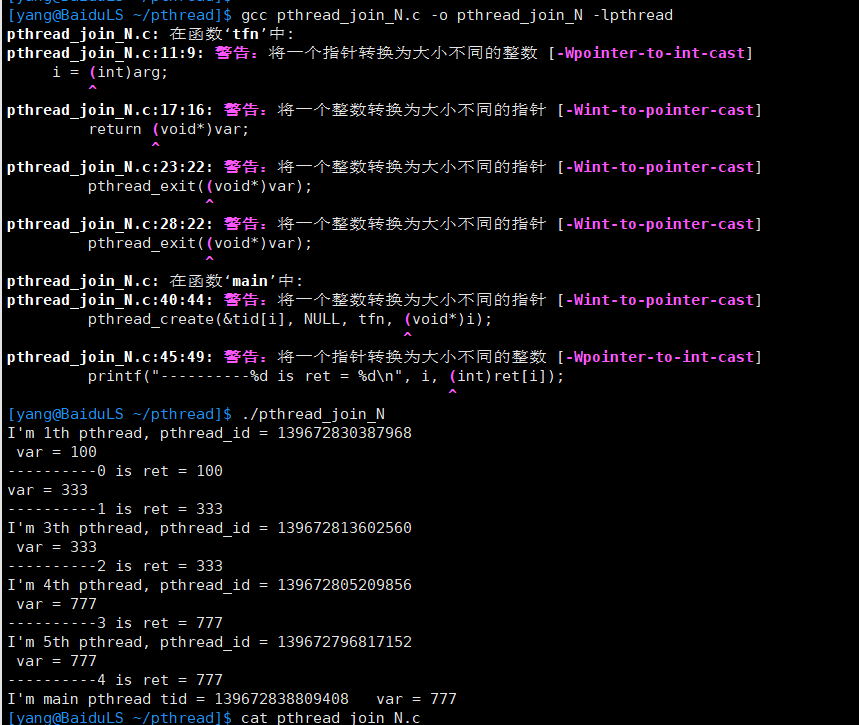 [yang@BaiduLS ~/pthread]$ gcc pthread_join_N.c -o pthread_join_N -lpthread
pthread_join_N.c: 在函数‘tfn’中:
pthread_join_N.c:11:9: 警告：将一个指针转换为大小不同的整数 [-Wpointer-to-int-cast]
     i = (int)arg;
         ^
pthread_join_N.c:17:16: 警告：将一个整数转换为大小不同的指针 [-Wint-to-pointer-cast]
         return (void*)var;
                ^
pthread_join_N.c:23:22: 警告：将一个整数转换为大小不同的指针 [-Wint-to-pointer-cast]
         pthread_exit((void*)var);
                      ^
pthread_join_N.c:28:22: 警告：将一个整数转换为大小不同的指针 [-Wint-to-pointer-cast]
         pthread_exit((void*)var);
                      ^
pthread_join_N.c: 在函数‘main’中:
pthread_join_N.c:40:44: 警告：将一个整数转换为大小不同的指针 [-Wint-to-pointer-cast]
         pthread_create(&tid[i], NULL, tfn, (void*)i);
                                            ^
pthread_join_N.c:45:49: 警告：将一个指针转换为大小不同的整数 [-Wpointer-to-int-cast]
         printf("----------%d is ret = %d\n", i, (int)ret[i]);
                                                 ^
[yang@BaiduLS ~/pthread]$ ./pthread_join_N
I'm 1th pthread, pthread_id = 139672830387968
 var = 100
----------0 is ret = 100
var = 333
----------1 is ret = 333
I'm 3th pthread, pthread_id = 139672813602560
 var = 333
----------2 is ret = 333
I'm 4th pthread, pthread_id = 139672805209856
 var = 777
----------3 is ret = 777
I'm 5th pthread, pthread_id = 139672796817152
 var = 777
----------4 is ret = 777
I'm main pthread tid = 139672838809408   var = 777
[yang@BaiduLS ~/pthread]$ cat pthread_join_N.c